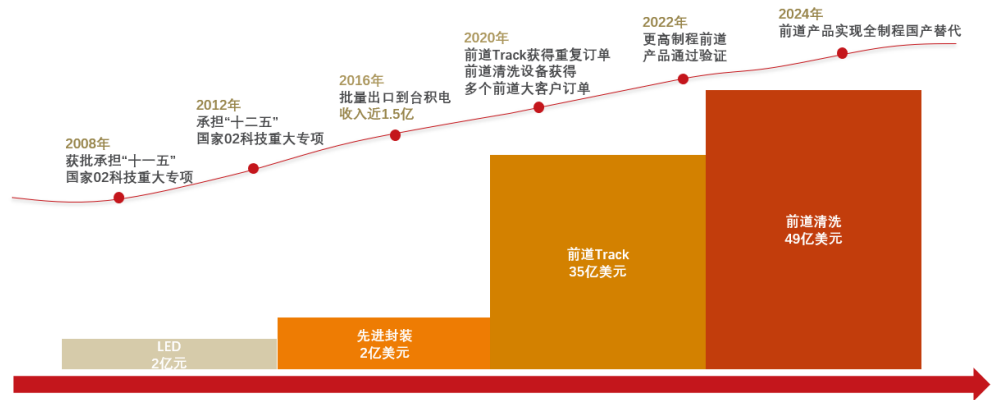 2008年
获批承担“十一五”
国家02科技重大专项
2012年
承担“十二五”
国家02科技重大专项
2016年
批量出口到台积电
收入近1.5亿
2020年
前道Track获得重复订单
前道清洗设备获得
多个前道大客户订单
2022年
更高制程前道
产品通过验证
2024年
前道产品实现全制程国产替代
LED
2亿元
先进封装
2亿美元
前道Track
35亿美元
前道清洗
49亿美元